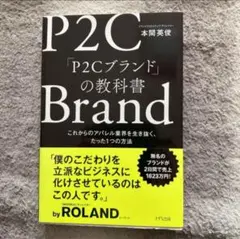 P2C
本間英俊
「P2Cブランド」
の教科書
Brand
これからのアパレル業界を生き抜く、
たった1つの方法
「僕のこだわりを
立派なビジネスに
化けさせているのは
この人です。」
by ROLAND
無名の
ブランドが
2日間で売上
1823万円!